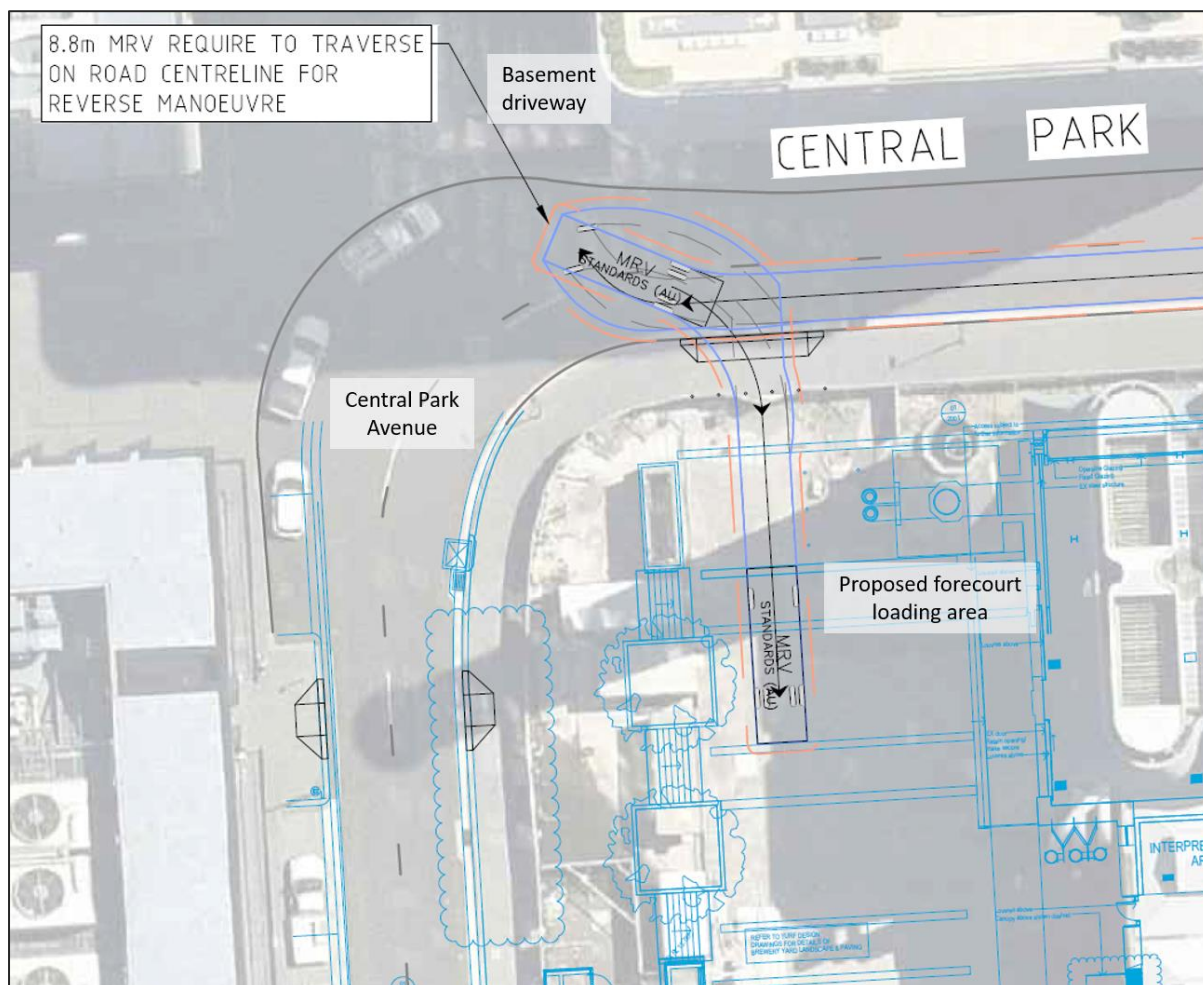 8.8m MRV REQUIRE TO TRAVERSE
ON ROAD CENTRELINE FOR
REVERSE MANOEUVRE
Basement
driveway
CENTRAL PARK
MRV
STANDARDS (AU)
Central Park
Avenue
Proposed forecourt
loading area
MRV
STANDARDS (AU)
INTERPRE
AR
REFER TO TURF DESIGN
DRAWINGS FOR DETAILS OF
BREWERY YARD LANDSCAPE & PAVING